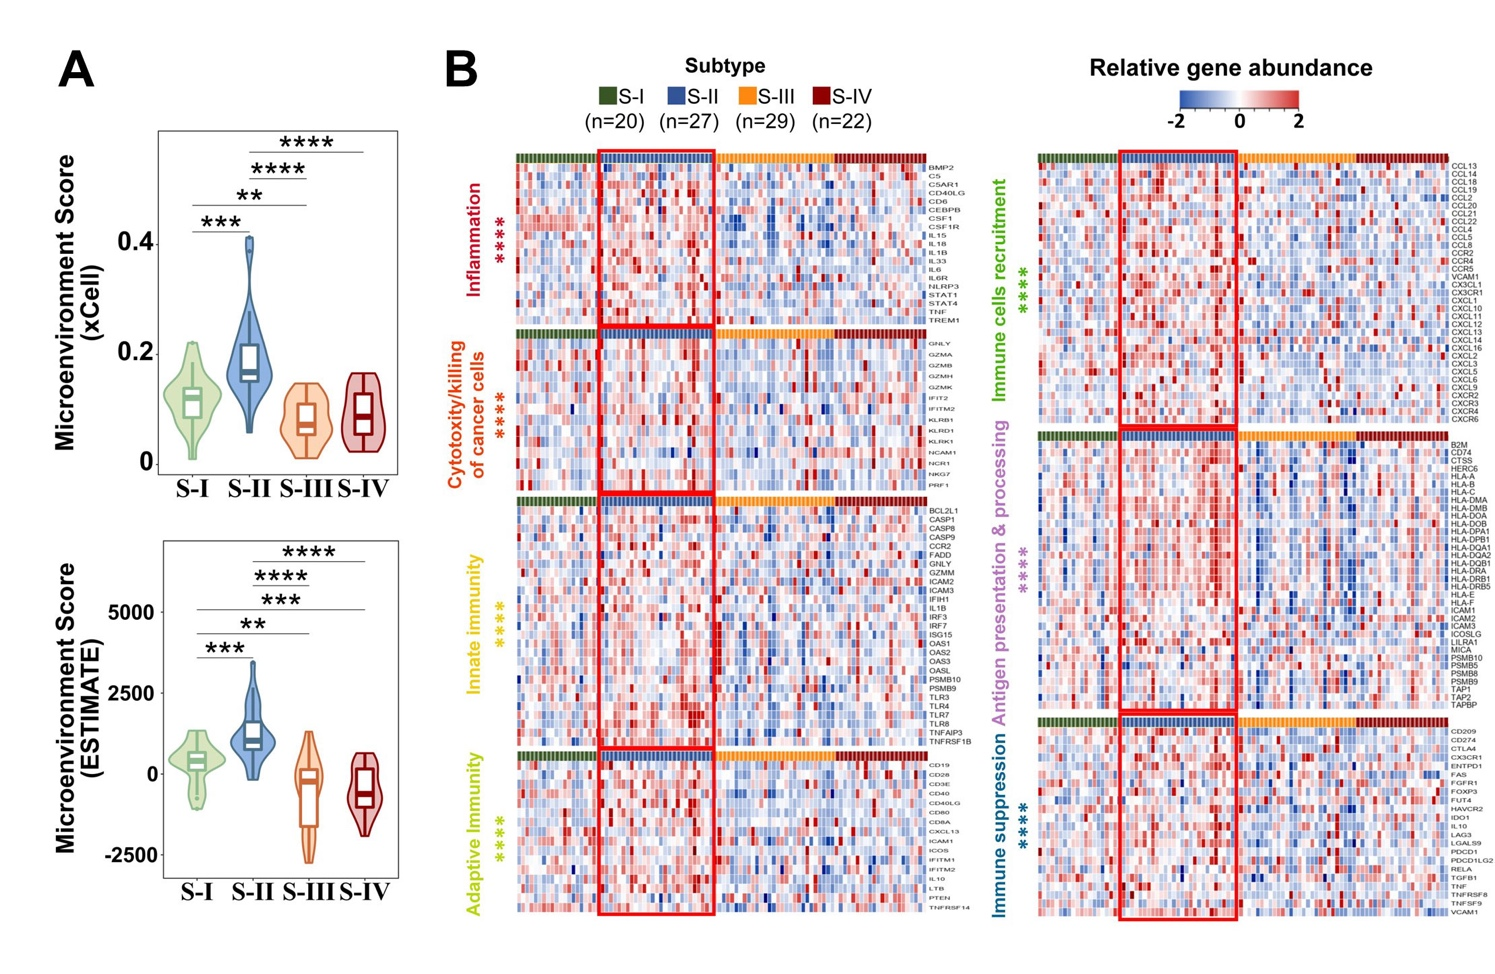 A
Microenvironment Score
(xCell)
****
****
**
***
0.4
0.2
0
S-I S-II S-III S-IV
Microenvironment Score
(ESTIMATE)
****
****
***
**
***
5000
2500
0
-2500
S-I S-II S-III S-IV
B
Subtype
S-I S-II S-III S-IV
(n=20) (n=27) (n=29) (n=22)
Relative gene abundance
-2 0 2
Inflammation
****
BMP2
C5
C5AR1
CD40LG
CD6
CEBPB
CSF1
CSF1R
IL15
IL18
IL1B
IL33
IL6
IL6R
NLRP3
STAT1
STAT4
TNF
TREM1
Cytotoxity/killing
of cancer cells
****
GNLY
GZMA
GZMB
GZMH
GZMK
IFIT2
IFITM2
KLRB1
KLRD1
KLRK1
NCAM1
NCR1
NKG7
PRF1
Innate immunity
****
BCL2L1
CASP1
CASP8
CASP9
CCR2
FADD
GNLY
GZMM
ICAM2
ICAM3
IFIH1
IL1B
IRF3
IRF7
ISG15
OAS1
OAS2
OAS3
OASL
PSMB10
PSMB9
TLR3
TLR4
TLR7
TLR8
TNFAIP3
TNFRSF1B
Adaptive Immunity
****
CD19
CD28
CD3E
CD40
CD40LG
CD80
CD8A
CXCL13
ICAM1
ICOS
IFITM1
IFITM2
IL10
LTB
PTEN
TNFRSF14
Immune cells recruitment
****
CCL13
CCL14
CCL18
CCL19
CCL2
CCL20
CCL21
CCL22
CCL4
CCL5
CCL8
CCR2
CCR4
CCR5
VCAM1
CX3CL1
CX3CR1
CXCL1
CXCL10
CXCL11
CXCL12
CXCL13
CXCL14
CXCL16
CXCL2
CXCL3
CXCL5
CXCL6
CXCL9
CXCR2
CXCR3
CXCR4
CXCR6
Antigen presentation & processing
****
B2M
CD74
CTSS
HERC6
HLA-A
HLA-B
HLA-C
HLA-DMA
HLA-DMB
HLA-DOA
HLA-DOB
HLA-DPA1
HLA-DPB1
HLA-DQA1
HLA-DQA2
HLA-DQB1
HLA-DRA
HLA-DRB1
HLA-DRB5
HLA-E
HLA-F
ICAM1
ICAM2
ICAM3
ICOSLG
LILRA1
MICA
PSMB10
PSMB5
PSMB8
PSMB9
TAP1
TAP2
TAPBP
Immune suppression
****
CD209
CD274
CTLA4
CX3CR1
ENTPD1
FAS
FGFR1
FOXP3
FUT4
HAVCR2
IDO1
IL10
LAG3
LGALS9
PDCD1
PDCD1LG2
RELA
TGFB1
TNF
TNFRSF8
TNFSF9
VCAM1